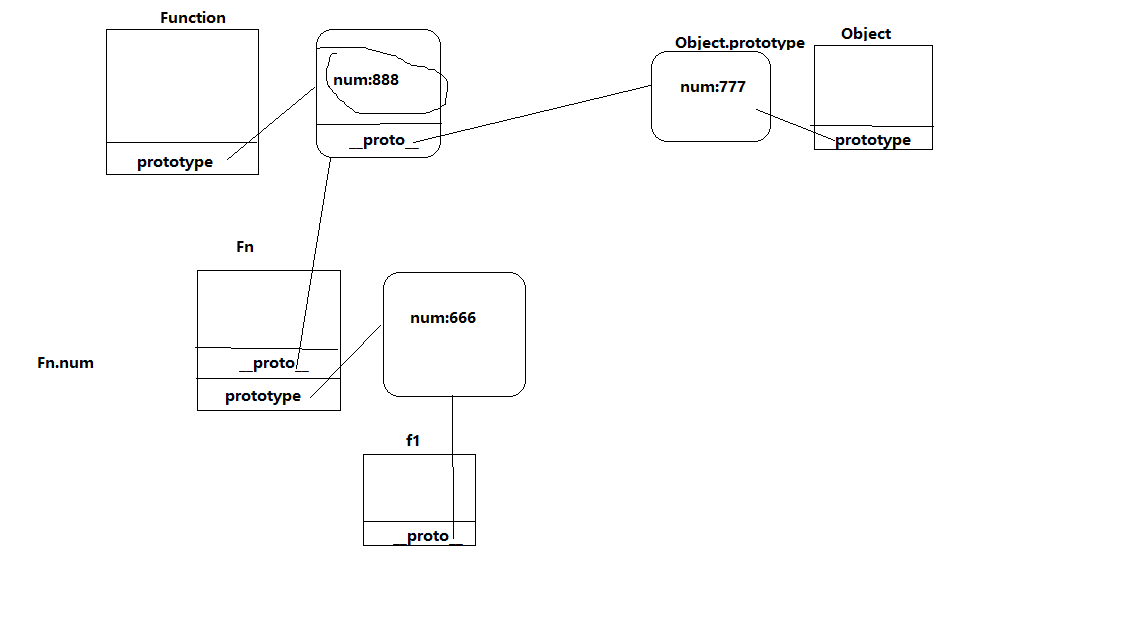 Function
Object.prototype
Object
num:888
num:777
__proto__
prototype
prototype
Fn
num:666
Fn.num
__proto__
prototype
f1
__proto__